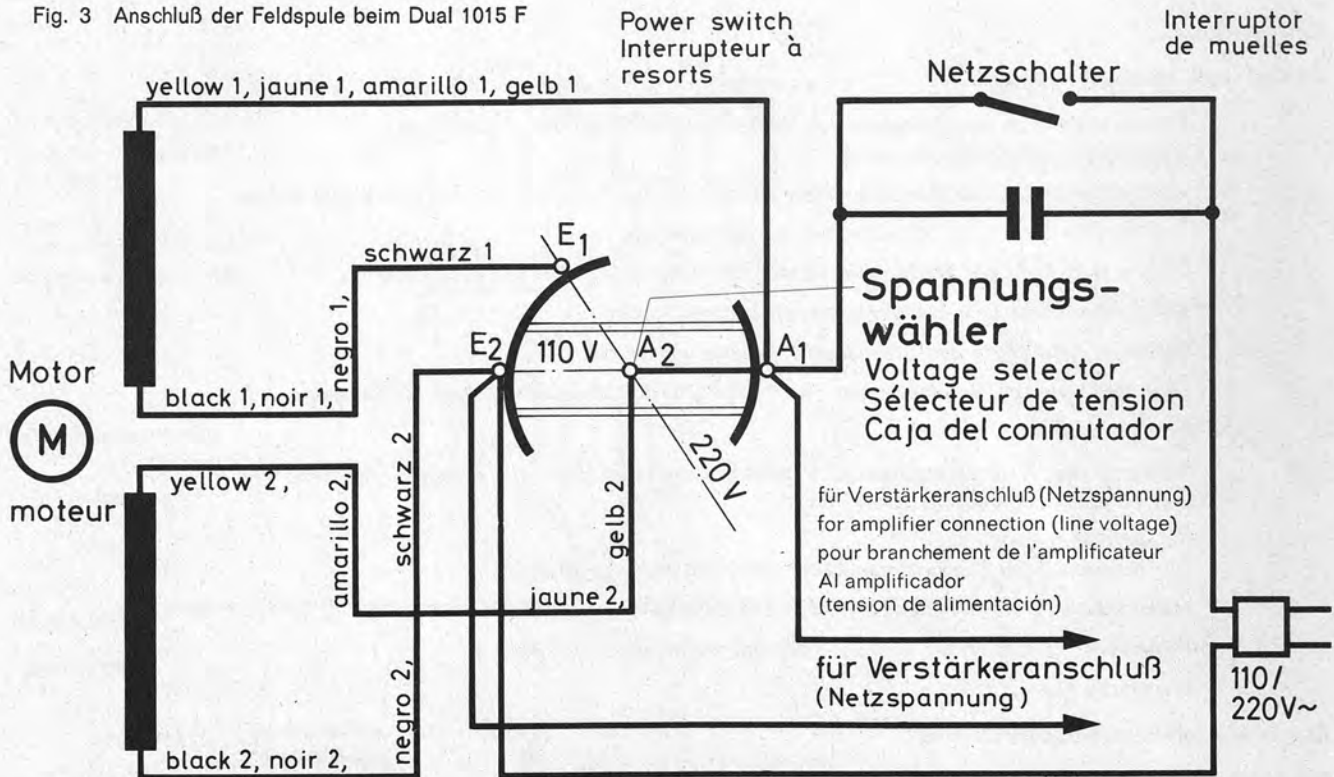 Fig. 3 Anschluß der Feldspule beim Dual 1015 F
Power switch
Interrupteur à
resorts
Interruptor
de muelles
Netzschalter
yellow 1, jaune 1, amarillo 1, gelb 1
schwarz 1
E1
negro 1,
black 1, noir 1,
Motor
M
moteur
E2
110 V
A2
A1
220V
Spannungs-
wähler
Voltage selector
Sélecteur de tension
Caja del conmutador
yellow 2,
amarillo 2,
schwarz 2
gelb 2
jaune 2,
negro 2,
black 2, noir 2,
für Verstärkeranschluß (Netzspannung)
for amplifier connection (line voltage)
pour branchement de l'amplificateur
Al amplificador
(tension de alimentación)
für Verstärkeranschluß
(Netzspannung)
110/
220V~